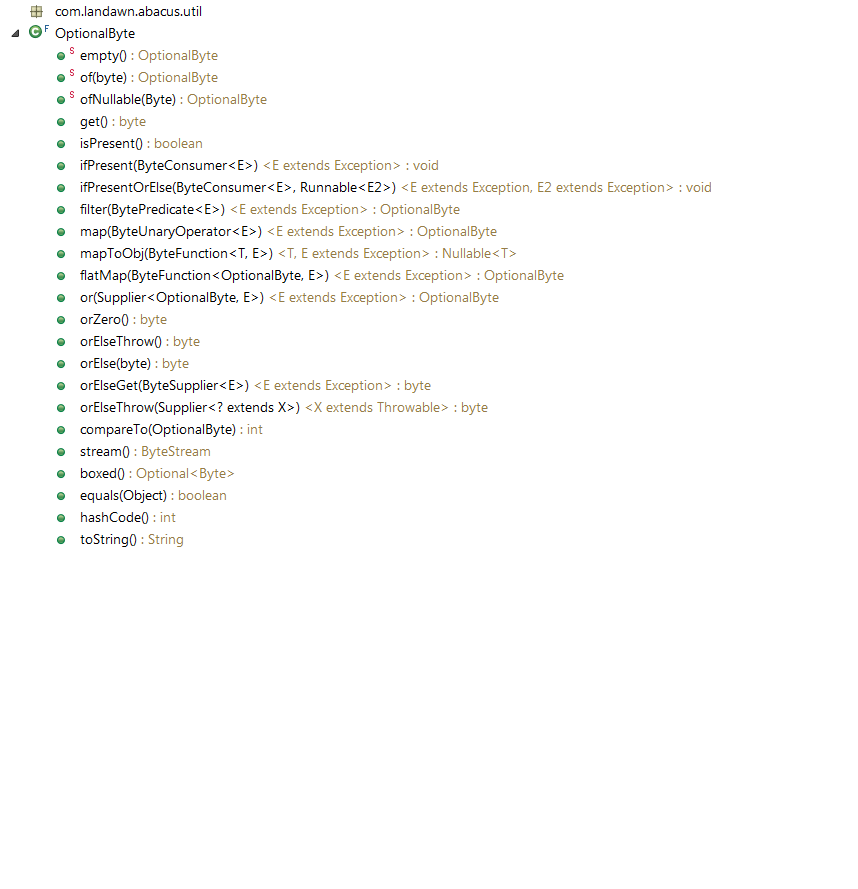 com.landawn.abacus.util
C F OptionalByte
S empty() : OptionalByte
S of(byte) : OptionalByte
S ofNullable(Byte) : OptionalByte
get() : byte
isPresent() : boolean
ifPresent(ByteConsumer<E>) <E extends Exception> : void
ifPresentOrElse(ByteConsumer<E>, Runnable<E2>) <E extends Exception, E2 extends Exception> : void
filter(BytePredicate<E>) <E extends Exception> : OptionalByte
map(ByteUnaryOperator<E>) <E extends Exception> : OptionalByte
mapToObj(ByteFunction<T, E>) <T, E extends Exception> : Nullable<T>
flatMap(ByteFunction<OptionalByte, E>) <E extends Exception> : OptionalByte
or(Supplier<OptionalByte, E>) <E extends Exception> : OptionalByte
orZero() : byte
orElseThrow() : byte
orElse(byte) : byte
orElseGet(ByteSupplier<E>) <E extends Exception> : byte
orElseThrow(Supplier<? extends X>) <X extends Throwable> : byte
compareTo(OptionalByte) : int
stream() : ByteStream
boxed() : Optional<Byte>
equals(Object) : boolean
hashCode() : int
toString() : String